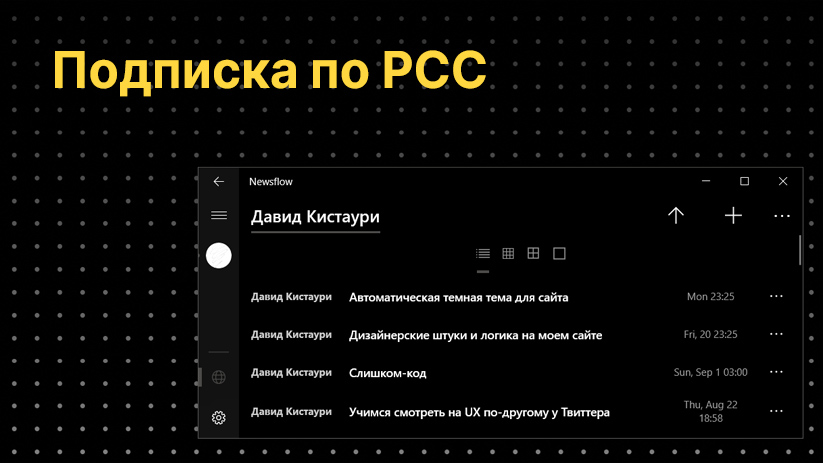 Подписка по РСС
Newsflow
Давид Кистаури
Давид Кистаури Автоматическая темная тема для сайта Mon 23:25
Давид Кистаури Дизайнерские штуки и логика на моем сайте Fri, 20 23:25
Давид Кистаури Слишком-код Sun, Sep 1 03:00
Давид Кистаури Учимся смотреть на UX по-другому у Твиттера Thu, Aug 22
18:58